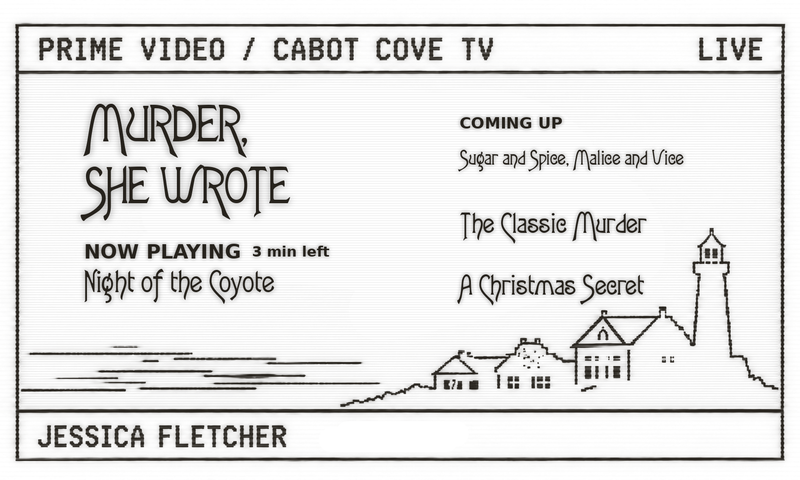 PRIME VIDEO / CABOT COVE TV
LIVE
MURDER,
SHE WROTE
NOW PLAYING 3 min left
Night of the Coyote
COMING UP
Sugar and Spice, Malice and Vice
The Classic Murder
A Christmas Secret
JESSICA FLETCHER